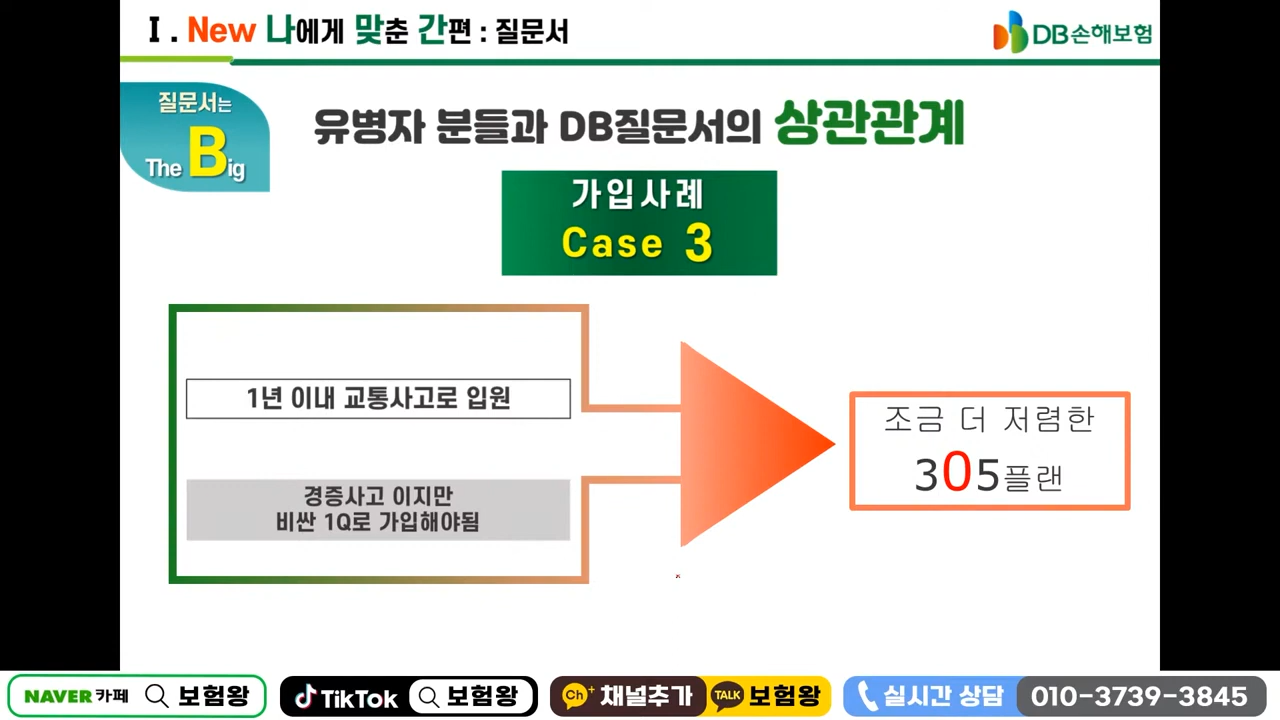 Ⅰ. New 나에게 맞춘 간편 : 질문서
DB손해보험
질문서는
The Big
유병자 분들과 DB질문서의 상관관계
가입사례
Case 3
1년 이내 교통사고로 입원
경증사고 이지만
비싼 1Q로 가입해야됨
조금 더 저렴한
305플랜
NAVER 카페 보험왕
TikTok 보험왕
Ch+ 채널추가 TALK 보험왕
실시간 상담 010-3739-3845